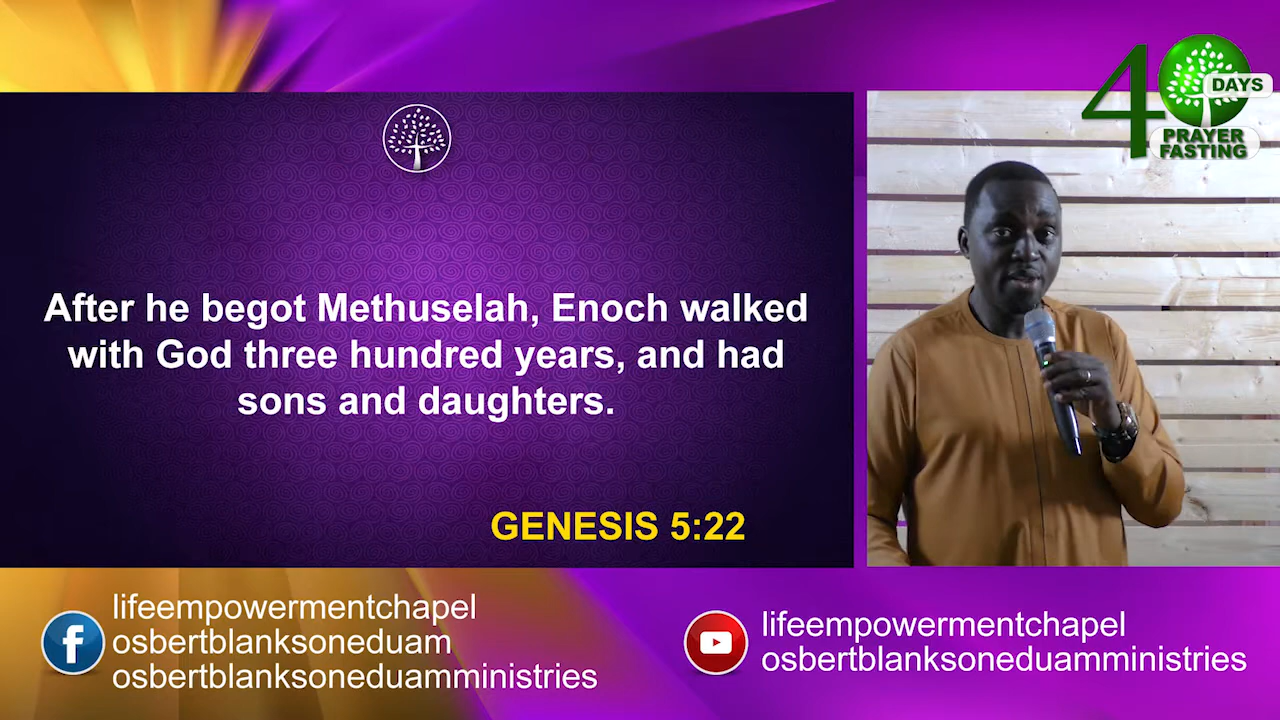 40
DAYS
PRAYER
FASTING
After he begot Methuselah, Enoch walked
with God three hundred years, and had
sons and daughters.
GENESIS 5:22
lifeempowermentchapel
osbertblanksoneduam
osbertblanksoneduamministries
lifeempowermentchapel
osbertblanksoneduamministries